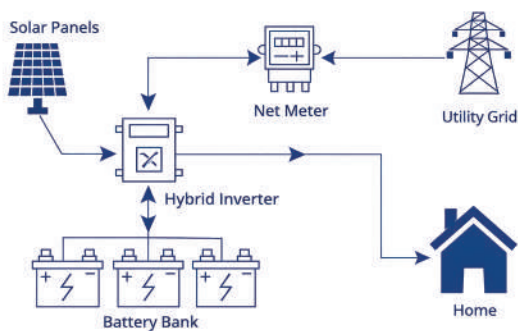 Solar Panels
Net Meter
Utility Grid
Hybrid Inverter
Battery Bank
Home